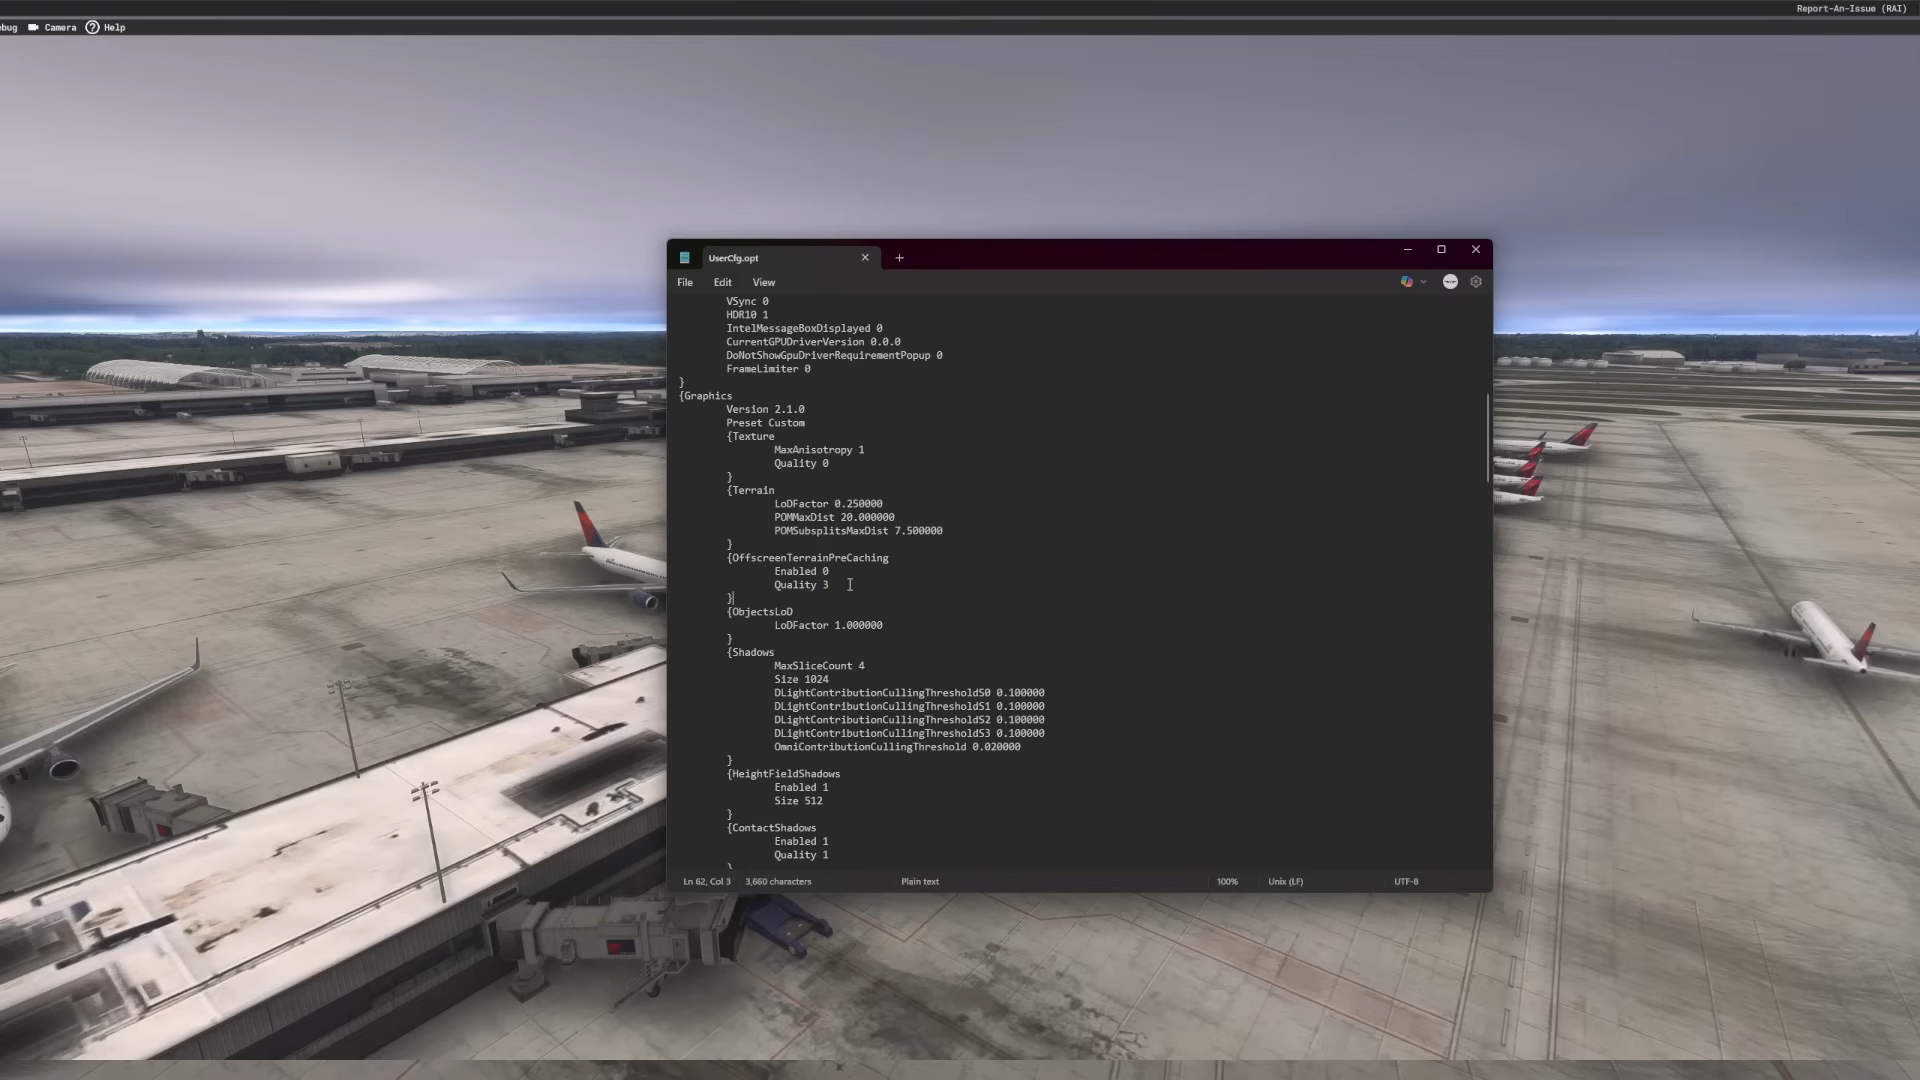 Report-An-Issue (RAI)
ebug Camera Help
UserCfg.opt
File Edit View
VSync 0
HDR10 1
IntelMessageBoxDisplayed 0
CurrentGPUDriverVersion 0.0.0
DoNotShowGpuDriverRequirementPopup 0
FrameLimiter 0
}
{Graphics
Version 2.1.0
Preset Custom
{Texture
MaxAnisotropy 1
Quality 0
}
{Terrain
LoDFactor 0.250000
POMMaxDist 20.000000
POMSubsplitsMaxDist 7.500000
}
{OffscreenTerrainPreCaching
Enabled 0
Quality 3
}
{ObjectsLoD
LoDFactor 1.000000
}
{Shadows
MaxSliceCount 4
Size 1024
DLightContributionCullingThresholdS0 0.100000
DLightContributionCullingThresholdS1 0.100000
DLightContributionCullingThresholdS2 0.100000
DLightContributionCullingThresholdS3 0.100000
OmniContributionCullingThreshold 0.020000
}
{HeightFieldShadows
Enabled 1
Size 512
}
{ContactShadows
Enabled 1
Quality 1
}
Ln 62, Col 3 3,660 characters Plain text 100% Unix (LF) UTF-8